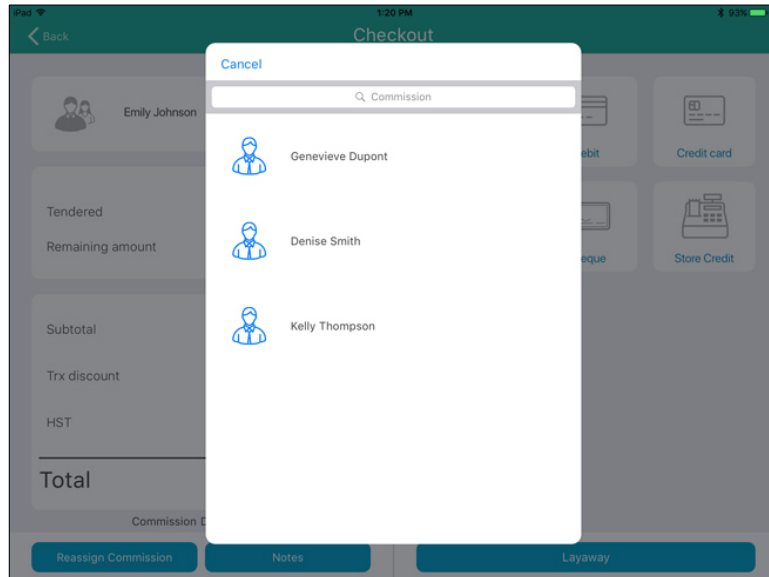 iPad 1:20 PM 93%
Back Checkout
Cancel
Commission
Emily Johnson
Genevieve Dupont
Denise Smith
Kelly Thompson
ebit
Credit card
eque
Store Credit
Tendered
Remaining amount
Subtotal
Trx discount
HST
Total
Commission D
Reassign Commission Notes Layaway